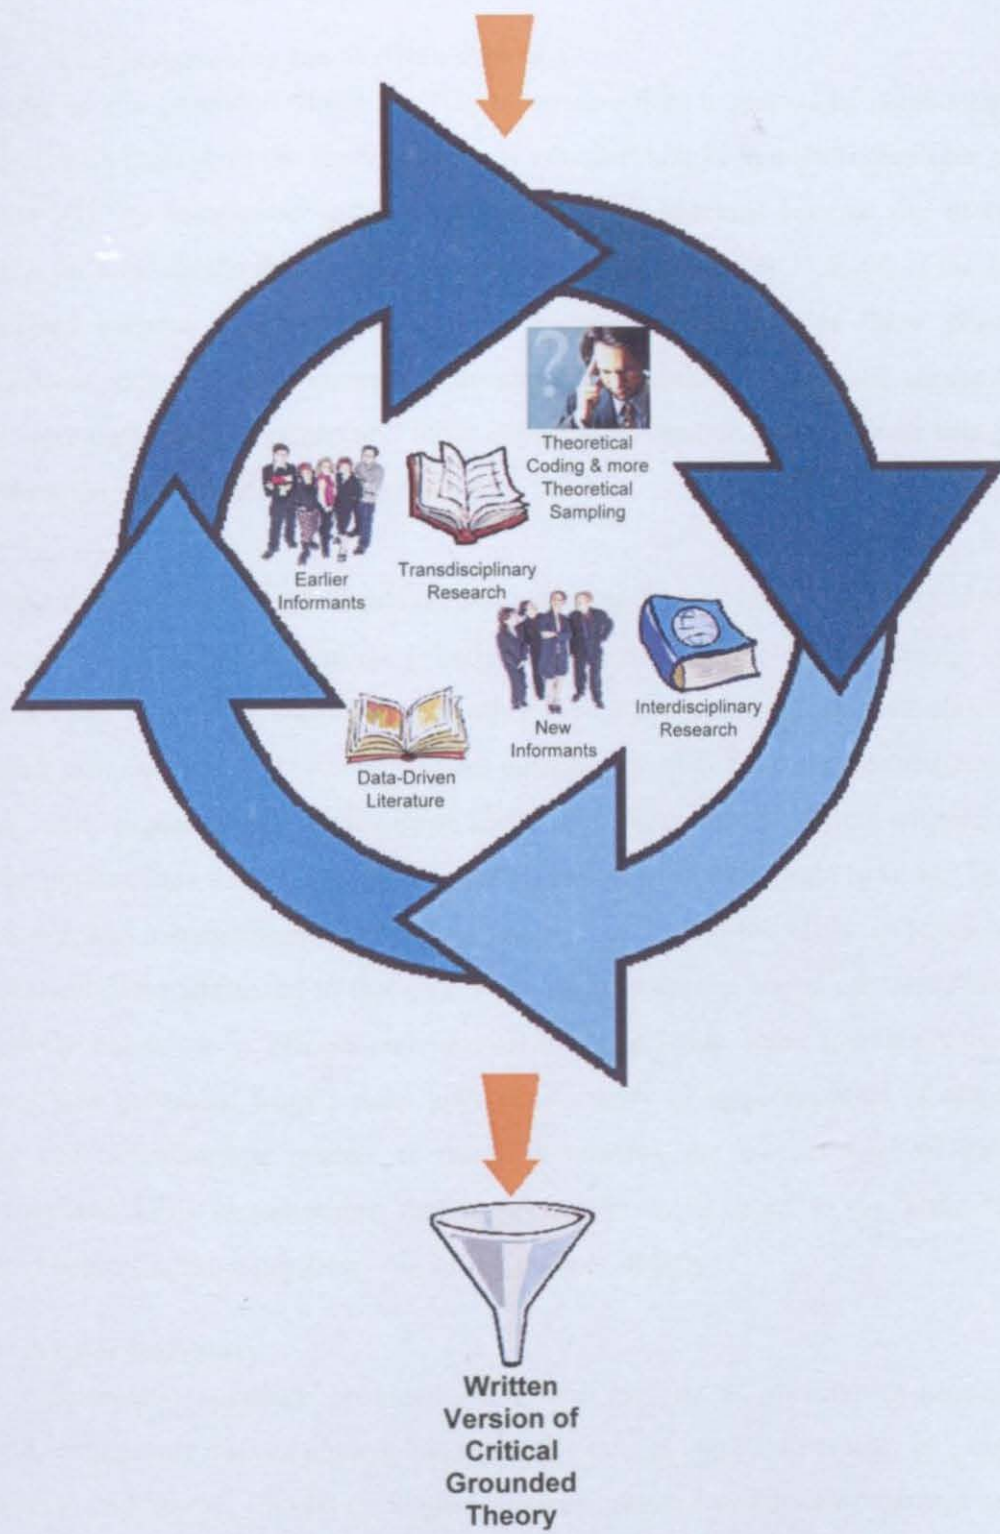 Theoretical
Coding & more
Theoretical
Sampling
Earlier
Informants
Transdisciplinary
Research
New
Informants
Interdisciplinary
Research
Data-Driven
Literature
Written
Version of
Critical
Grounded
Theory